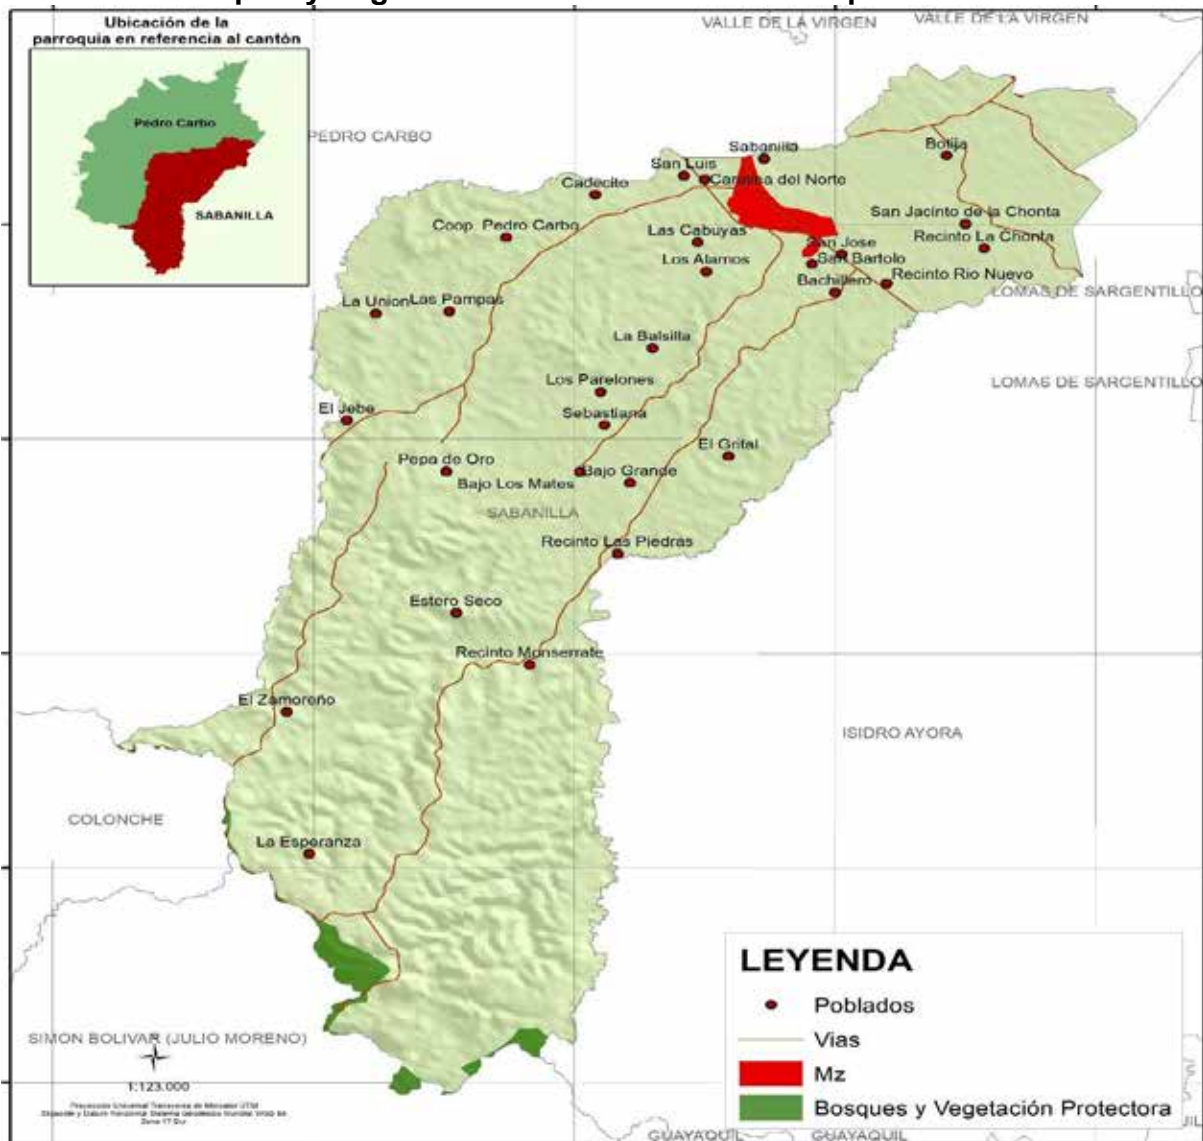 Ubicación de la
parroquia en referencia al cantón
Pedro Carbo
SABANILLA
VALLE DE LA VIRGEN
VALLE DE LA VIRGEN
PEDRO CARBO
Sabanilla
Bolija
San Luis
Carolina del Norte
Cadecito
San Jacinto de la Chonta
Coop. Pedro Carbo
Las Cabuyas
San Jose
Recinto La Chonta
Los Alamos
San Bartolo
Bachillero
Recinto Rio Nuevo
LOMAS DE SARGENTILLO
La Union
Las Pampas
La Balsilla
Los Parelones
LOMAS DE SARGENTILLO
El Jebe
Sebastiana
El Grital
Pepa de Oro
Bajo Los Mates
Bajo Grande
SABANILLA
Recinto Las Piedras
Estero Seco
Recinto Monserrate
El Zamoreño
ISIDRO AYORA
COLONCHE
La Esperanza
LEYENDA
Poblados
Vias
Mz
Bosques y Vegetación Protectora
SIMON BOLIVAR (JULIO MORENO)
1:123.000
Zona 17 Sur
GUAYAQUIL
GUAYAQUIL